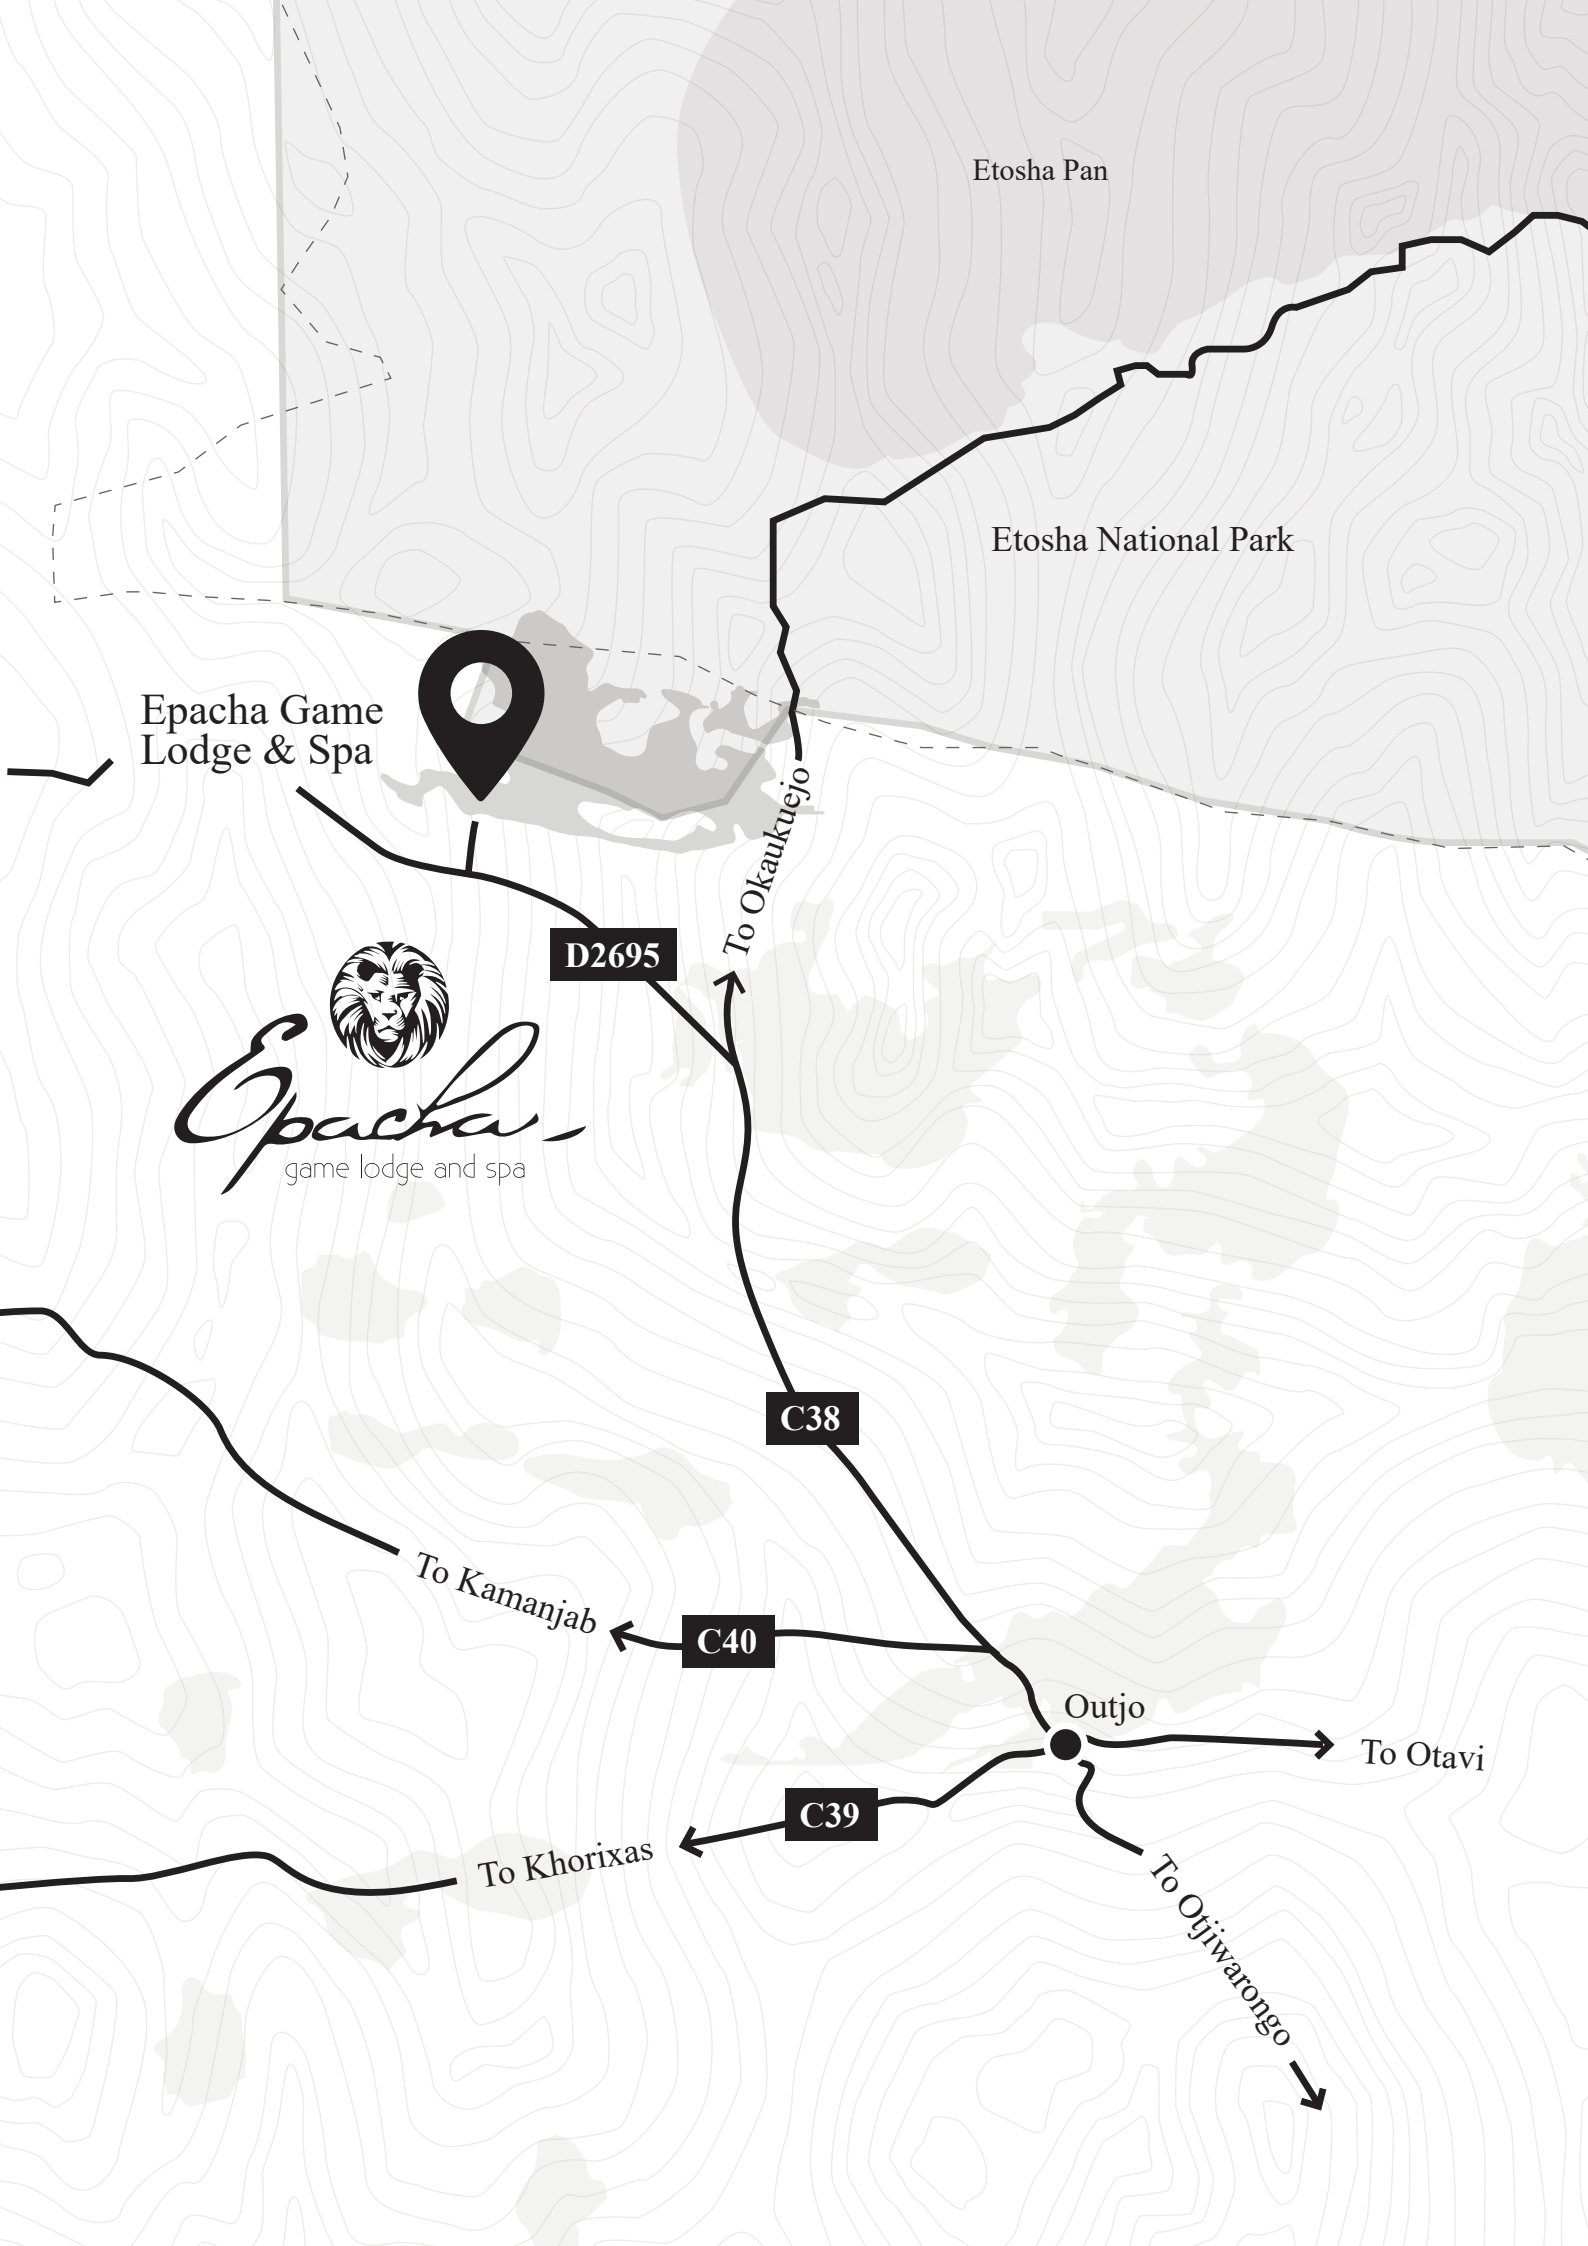 Etosha Pan
Etosha National Park
Epacha Game
Lodge & Spa
To Okaukuejo
D2695
Epacha
game lodge and spa
C38
To Kamanjab
C40
Outjo
To Otavi
C39
To Khorixas
To Otjiwarongo